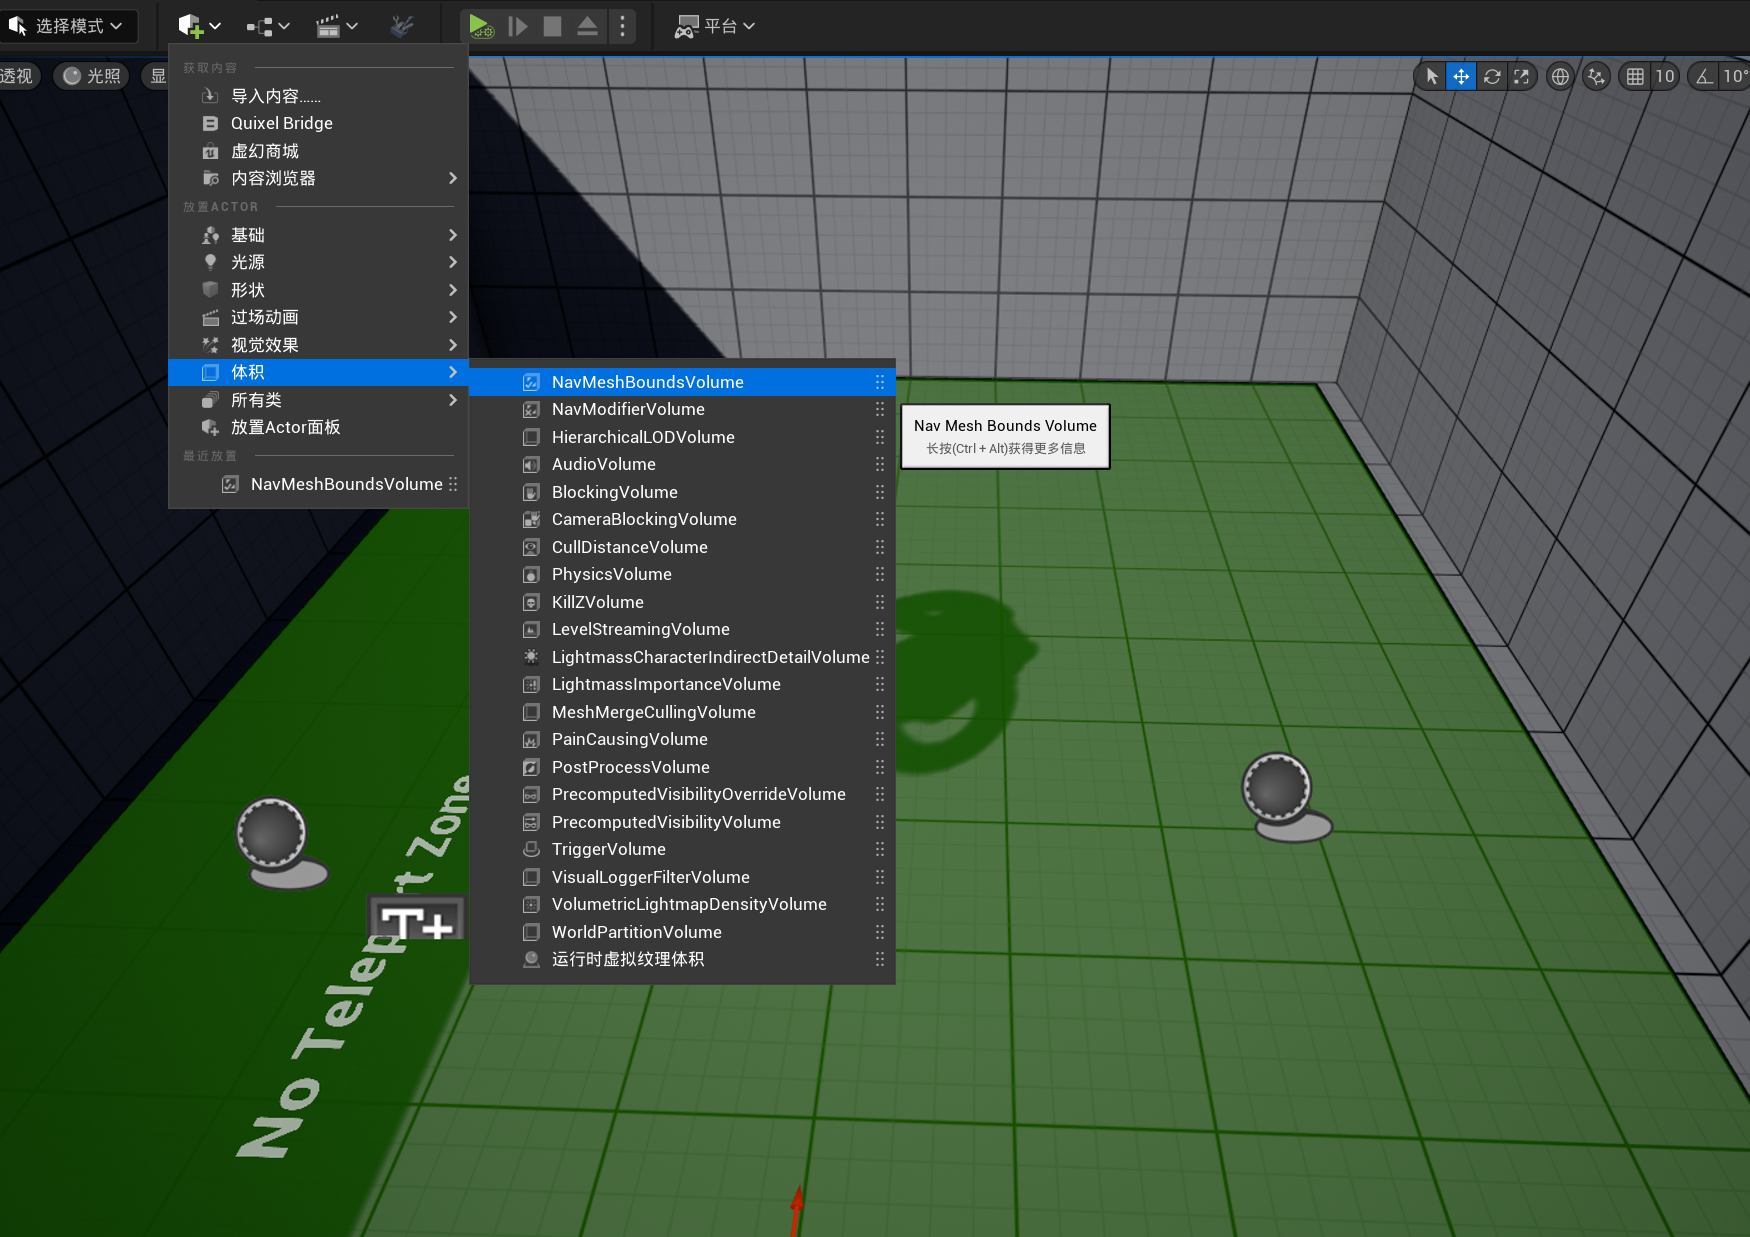 选择模式
平台
透视
光照
显
10
10°
获取内容
导入内容......
Quixel Bridge
虚幻商城
内容浏览器
放置ACTOR
基础
光源
形状
过场动画
视觉效果
体积
所有类
放置Actor面板
最近放置
NavMeshBoundsVolume
NavMeshBoundsVolume
NavModifierVolume
HierarchicalLODVolume
AudioVolume
BlockingVolume
CameraBlockingVolume
CullDistanceVolume
PhysicsVolume
KillZVolume
LevelStreamingVolume
LightmassCharacterIndirectDetailVolume
LightmassImportanceVolume
MeshMergeCullingVolume
PainCausingVolume
PostProcessVolume
PrecomputedVisibilityOverrideVolume
PrecomputedVisibilityVolume
TriggerVolume
VisualLoggerFilterVolume
VolumetricLightmapDensityVolume
WorldPartitionVolume
运行时虚拟纹理体积
Nav Mesh Bounds Volume
长按(Ctrl + Alt)获得更多信息
No Teleport Zone
T+